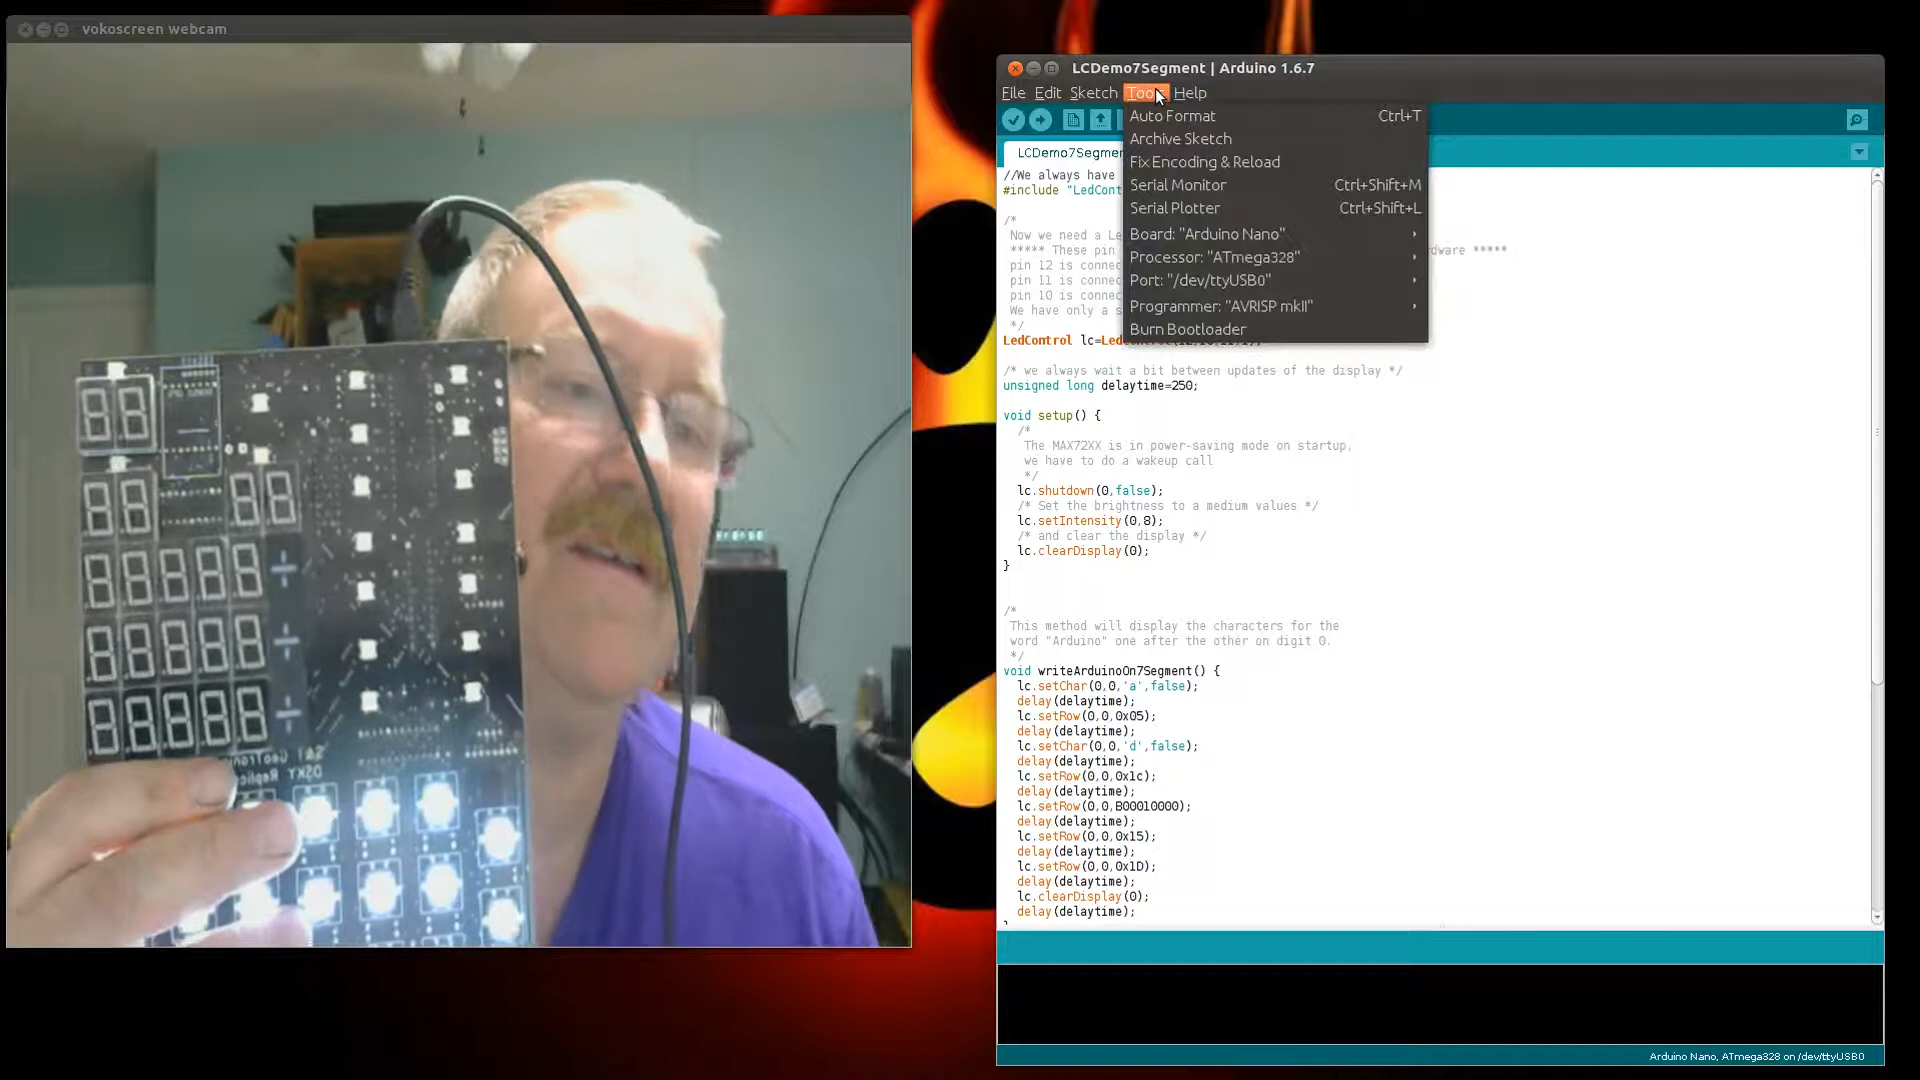 vokoscreen webcam
LCDemo7Segment | Arduino 1.6.7
File Edit Sketch Tools Help
Auto Format Ctrl+T
Archive Sketch
Fix Encoding & Reload
Serial Monitor Ctrl+Shift+M
Serial Plotter Ctrl+Shift+L
Board: "Arduino Nano"
Processor: "ATmega328"
Port: "/dev/ttyUSB0"
Programmer: "AVRISP mkII"
Burn Bootloader
LCDemo7Segmen
//We always have
#include "LedCont
/*
Now we need a Le
***** These pin dware *****
pin 12 is connec
pin 11 is connec
pin 10 is connec
We have only a s
*/
LedControl lc=LedControl(12,10,11,1);
/* we always wait a bit between updates of the display */
unsigned long delaytime=250;
void setup() {
/*
The MAX72XX is in power-saving mode on startup,
we have to do a wakeup call
*/
lc.shutdown(0,false);
/* Set the brightness to a medium values */
lc.setIntensity(0,8);
/* and clear the display */
lc.clearDisplay(0);
}
/*
This method will display the characters for the
word "Arduino" one after the other on digit 0.
*/
void writeArduinoOn7Segment() {
lc.setChar(0,0,'a',false);
delay(delaytime);
lc.setRow(0,0,0x05);
delay(delaytime);
lc.setChar(0,0,'d',false);
delay(delaytime);
lc.setRow(0,0,0x1c);
delay(delaytime);
lc.setRow(0,0,B00010000);
delay(delaytime);
lc.setRow(0,0,0x15);
delay(delaytime);
lc.setRow(0,0,0x1D);
delay(delaytime);
lc.clearDisplay(0);
delay(delaytime);
S&T GeoTronics
DSKY Replica
Arduino Nano, ATmega328 on /dev/ttyUSB0